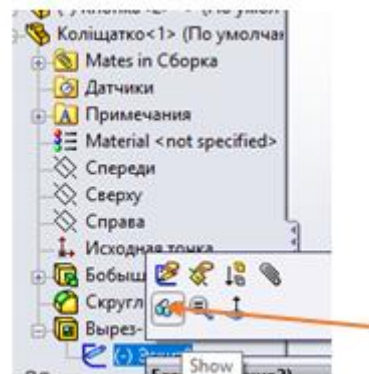 Коліщатко<1> (По умолча
Mates in Сборка
Датчики
Примечания
Material <not specified>
Спереди
Сверху
Справа
Исходная точка
Бобыш
Скругл
Вырез-
(-)
Show